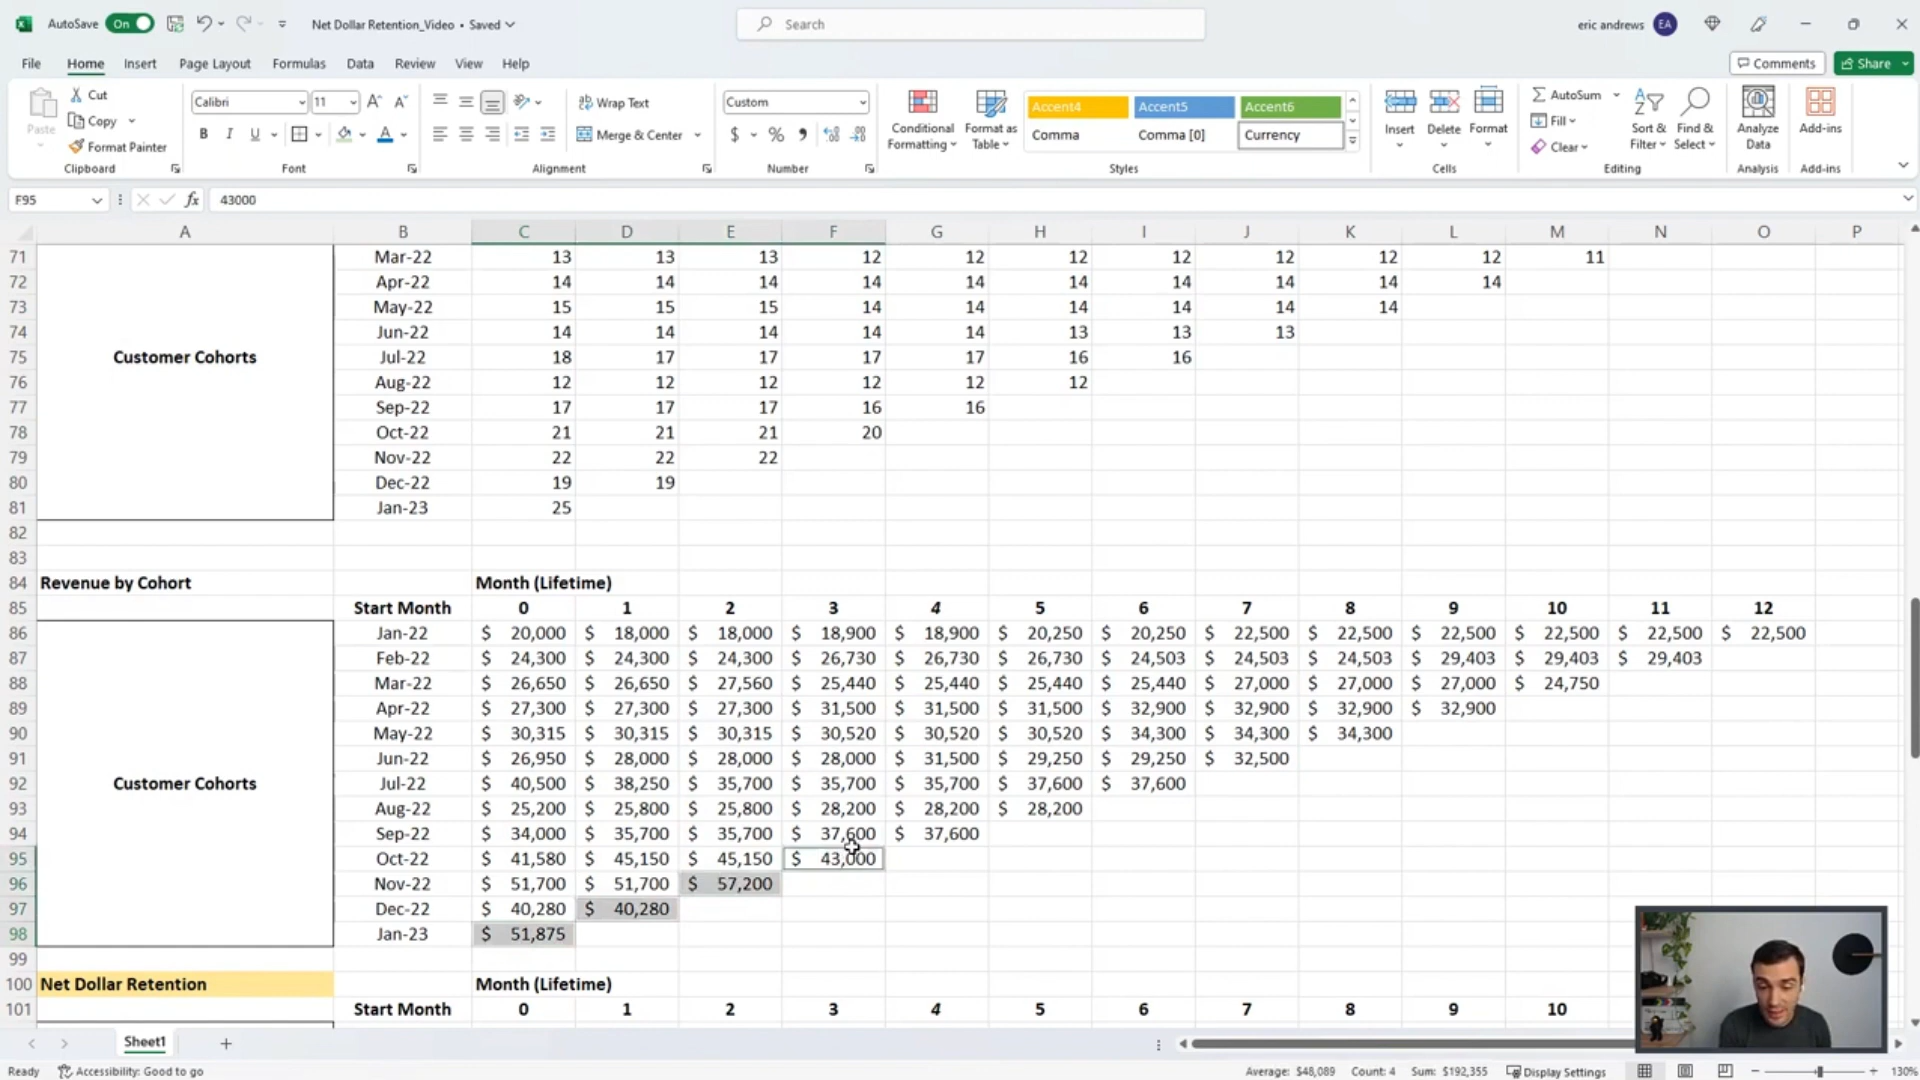 AutoSave On Net Dollar Retention_Video • Saved Search eric andrews EA
File Home Insert Page Layout Formulas Data Review View Help Comments Share
Paste Cut Copy Format Painter Clipboard
Calibri 11 B I U A Font
Wrap Text Merge & Center Alignment
Custom $ % , Number
Conditional Formatting Format as Table Accent4 Accent5 Accent6 Comma Comma [0] Currency Styles
Insert Delete Format Cells
AutoSum Fill Clear Sort & Filter Find & Select Editing
Analyze Data Analysis Add-ins Add-ins
F95 fx 43000
A B C D E F G H I J K L M N O P
71 Mar-22 13 13 13 12 12 12 12 12 12 12 11
72 Apr-22 14 14 14 14 14 14 14 14 14 14
73 May-22 15 15 15 14 14 14 14 14 14
74 Jun-22 14 14 14 14 14 13 13 13
75 Customer Cohorts Jul-22 18 17 17 17 17 16 16
76 Aug-22 12 12 12 12 12 12
77 Sep-22 17 17 17 16 16
78 Oct-22 21 21 21 20
79 Nov-22 22 22 22
80 Dec-22 19 19
81 Jan-23 25
82
83
84 Revenue by Cohort Month (Lifetime)
85 Start Month 0 1 2 3 4 5 6 7 8 9 10 11 12
86 Jan-22 $ 20,000 $ 18,000 $ 18,000 $ 18,900 $ 18,900 $ 20,250 $ 20,250 $ 22,500 $ 22,500 $ 22,500 $ 22,500 $ 22,500 $ 22,500
87 Feb-22 $ 24,300 $ 24,300 $ 24,300 $ 26,730 $ 26,730 $ 26,730 $ 24,503 $ 24,503 $ 24,503 $ 29,403 $ 29,403 $ 29,403
88 Mar-22 $ 26,650 $ 26,650 $ 27,560 $ 25,440 $ 25,440 $ 25,440 $ 25,440 $ 27,000 $ 27,000 $ 27,000 $ 24,750
89 Apr-22 $ 27,300 $ 27,300 $ 27,300 $ 31,500 $ 31,500 $ 31,500 $ 32,900 $ 32,900 $ 32,900 $ 32,900
90 May-22 $ 30,315 $ 30,315 $ 30,315 $ 30,520 $ 30,520 $ 30,520 $ 34,300 $ 34,300 $ 34,300
91 Jun-22 $ 26,950 $ 28,000 $ 28,000 $ 28,000 $ 31,500 $ 29,250 $ 29,250 $ 32,500
92 Customer Cohorts Jul-22 $ 40,500 $ 38,250 $ 35,700 $ 35,700 $ 35,700 $ 37,600 $ 37,600
93 Aug-22 $ 25,200 $ 25,800 $ 25,800 $ 28,200 $ 28,200 $ 28,200
94 Sep-22 $ 34,000 $ 35,700 $ 35,700 $ 37,600 $ 37,600
95 Oct-22 $ 41,580 $ 45,150 $ 45,150 $ 43,000
96 Nov-22 $ 51,700 $ 51,700 $ 57,200
97 Dec-22 $ 40,280 $ 40,280
98 Jan-23 $ 51,875
99
100 Net Dollar Retention Month (Lifetime)
101 Start Month 0 1 2 3 4 5 6 7 8 9 10
Sheet1
Ready Accessibility: Good to go Average: $48,089 Count: 4 Sum: $192,355 Display Settings 130%